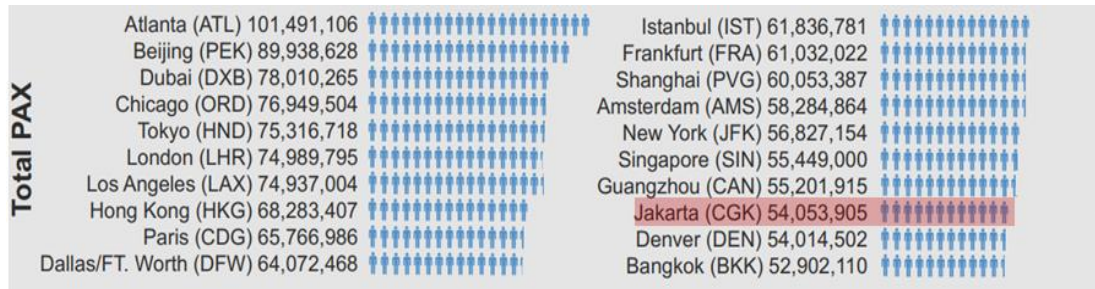 Total PAX
Atlanta (ATL) 101,491,106
Beijing (PEK) 89,938,628
Dubai (DXB) 78,010,265
Chicago (ORD) 76,949,504
Tokyo (HND) 75,316,718
London (LHR) 74,989,795
Los Angeles (LAX) 74,937,004
Hong Kong (HKG) 68,283,407
Paris (CDG) 65,766,986
Dallas/FT. Worth (DFW) 64,072,468
Istanbul (IST) 61,836,781
Frankfurt (FRA) 61,032,022
Shanghai (PVG) 60,053,387
Amsterdam (AMS) 58,284,864
New York (JFK) 56,827,154
Singapore (SIN) 55,449,000
Guangzhou (CAN) 55,201,915
Jakarta (CGK) 54,053,905
Denver (DEN) 54,014,502
Bangkok (BKK) 52,902,110